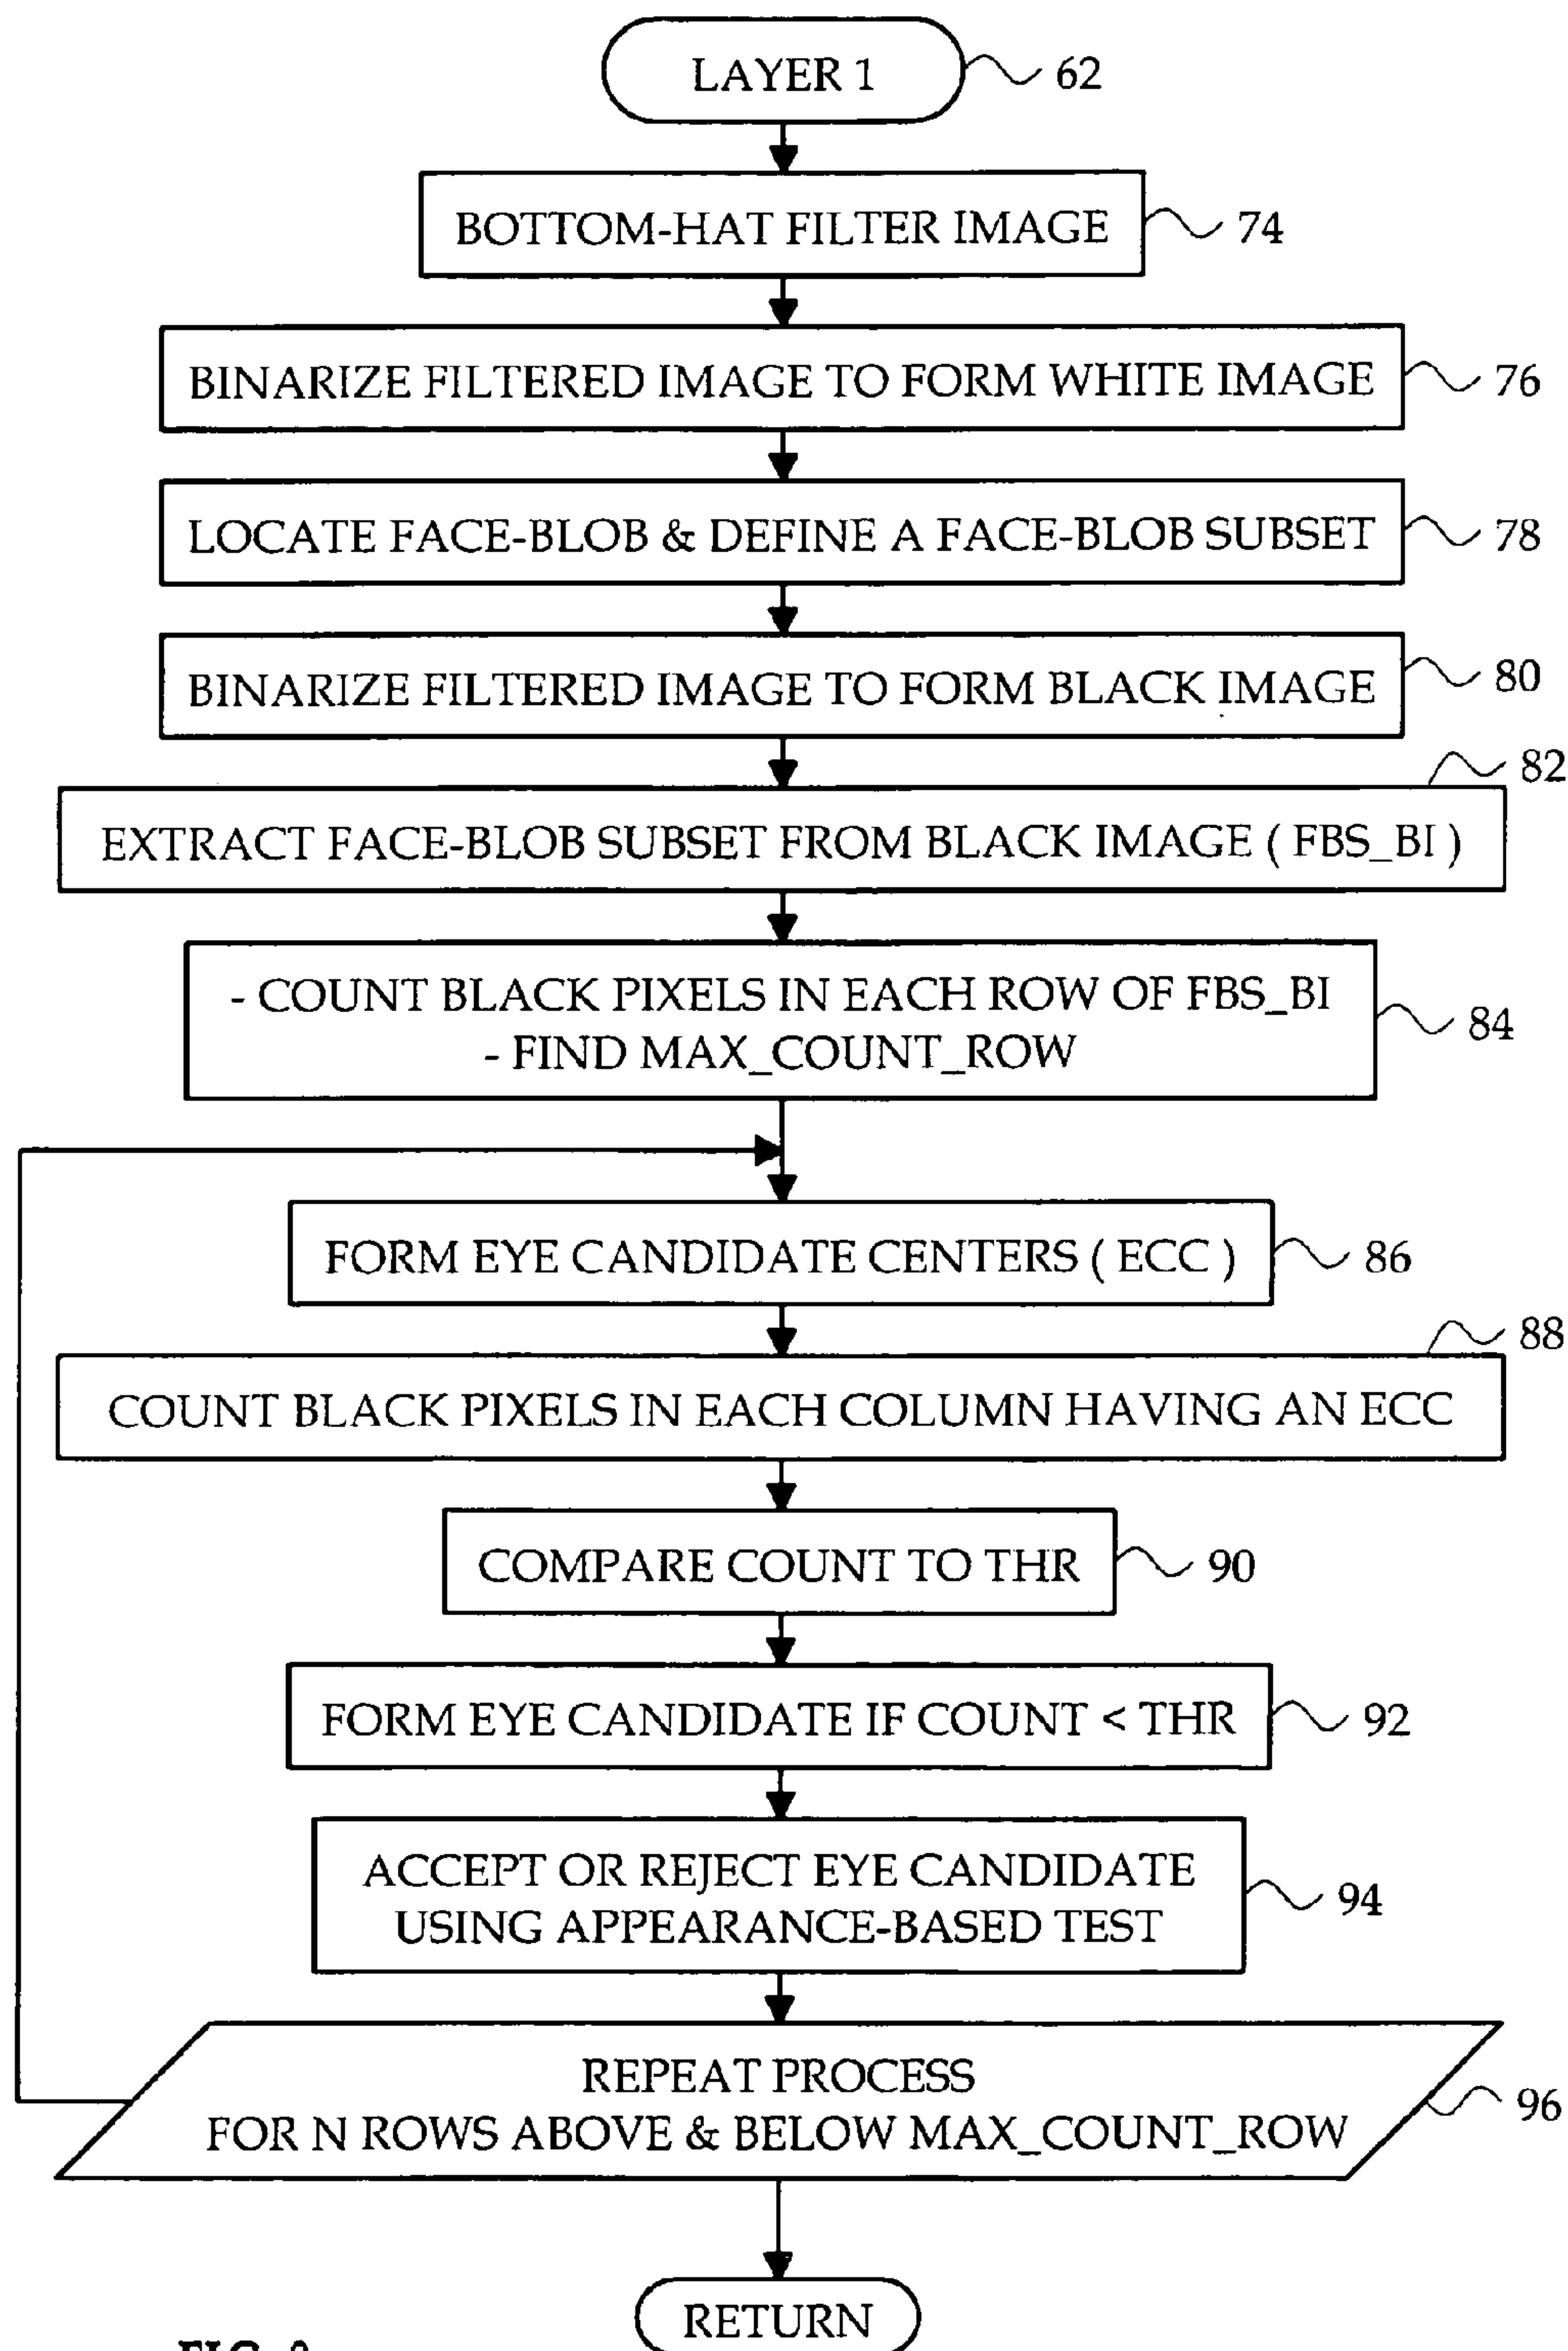 LAYER 1
62
BOTTOM-HAT FILTER IMAGE
74
BINARIZE FILTERED IMAGE TO FORM WHITE IMAGE
76
LOCATE FACE-BLOB & DEFINE A FACE-BLOB SUBSET
78
BINARIZE FILTERED IMAGE TO FORM BLACK IMAGE
80
82
EXTRACT FACE-BLOB SUBSET FROM BLACK IMAGE ( FBS_BI )
- COUNT BLACK PIXELS IN EACH ROW OF FBS_BI
- FIND MAX_COUNT_ROW
84
FORM EYE CANDIDATE CENTERS ( ECC )
86
88
COUNT BLACK PIXELS IN EACH COLUMN HAVING AN ECC
COMPARE COUNT TO THR
90
FORM EYE CANDIDATE IF COUNT < THR
92
ACCEPT OR REJECT EYE CANDIDATE
USING APPEARANCE-BASED TEST
94
REPEAT PROCESS
FOR N ROWS ABOVE & BELOW MAX_COUNT_ROW
96
RETURN